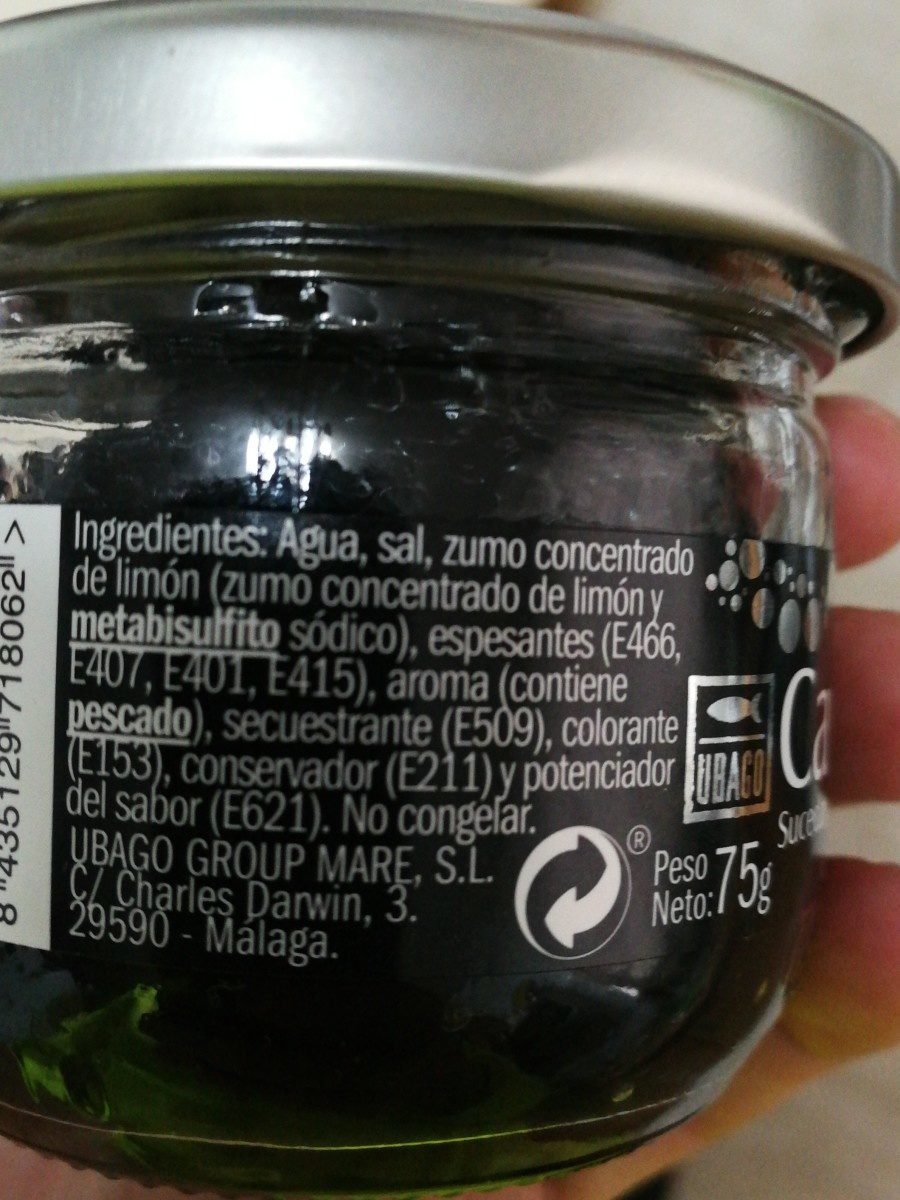 Ingredientes: Agua, sal, zumo concentrado
de limón (zumo concentrado de limón y
metabisulfito sódico), espesantes (E466,
E407, E401, E415), aroma (contiene
pescado), secuestrante (E509), colorante
(E153), conservador (E211) y potenciador
del sabor (E621). No congelar.
UBAGO GROUP MARE, S.L.
C/ Charles Darwin, 3.
29590 - Málaga.
8 435129 718062 >
®
Peso
Neto: 75g
UBAGO